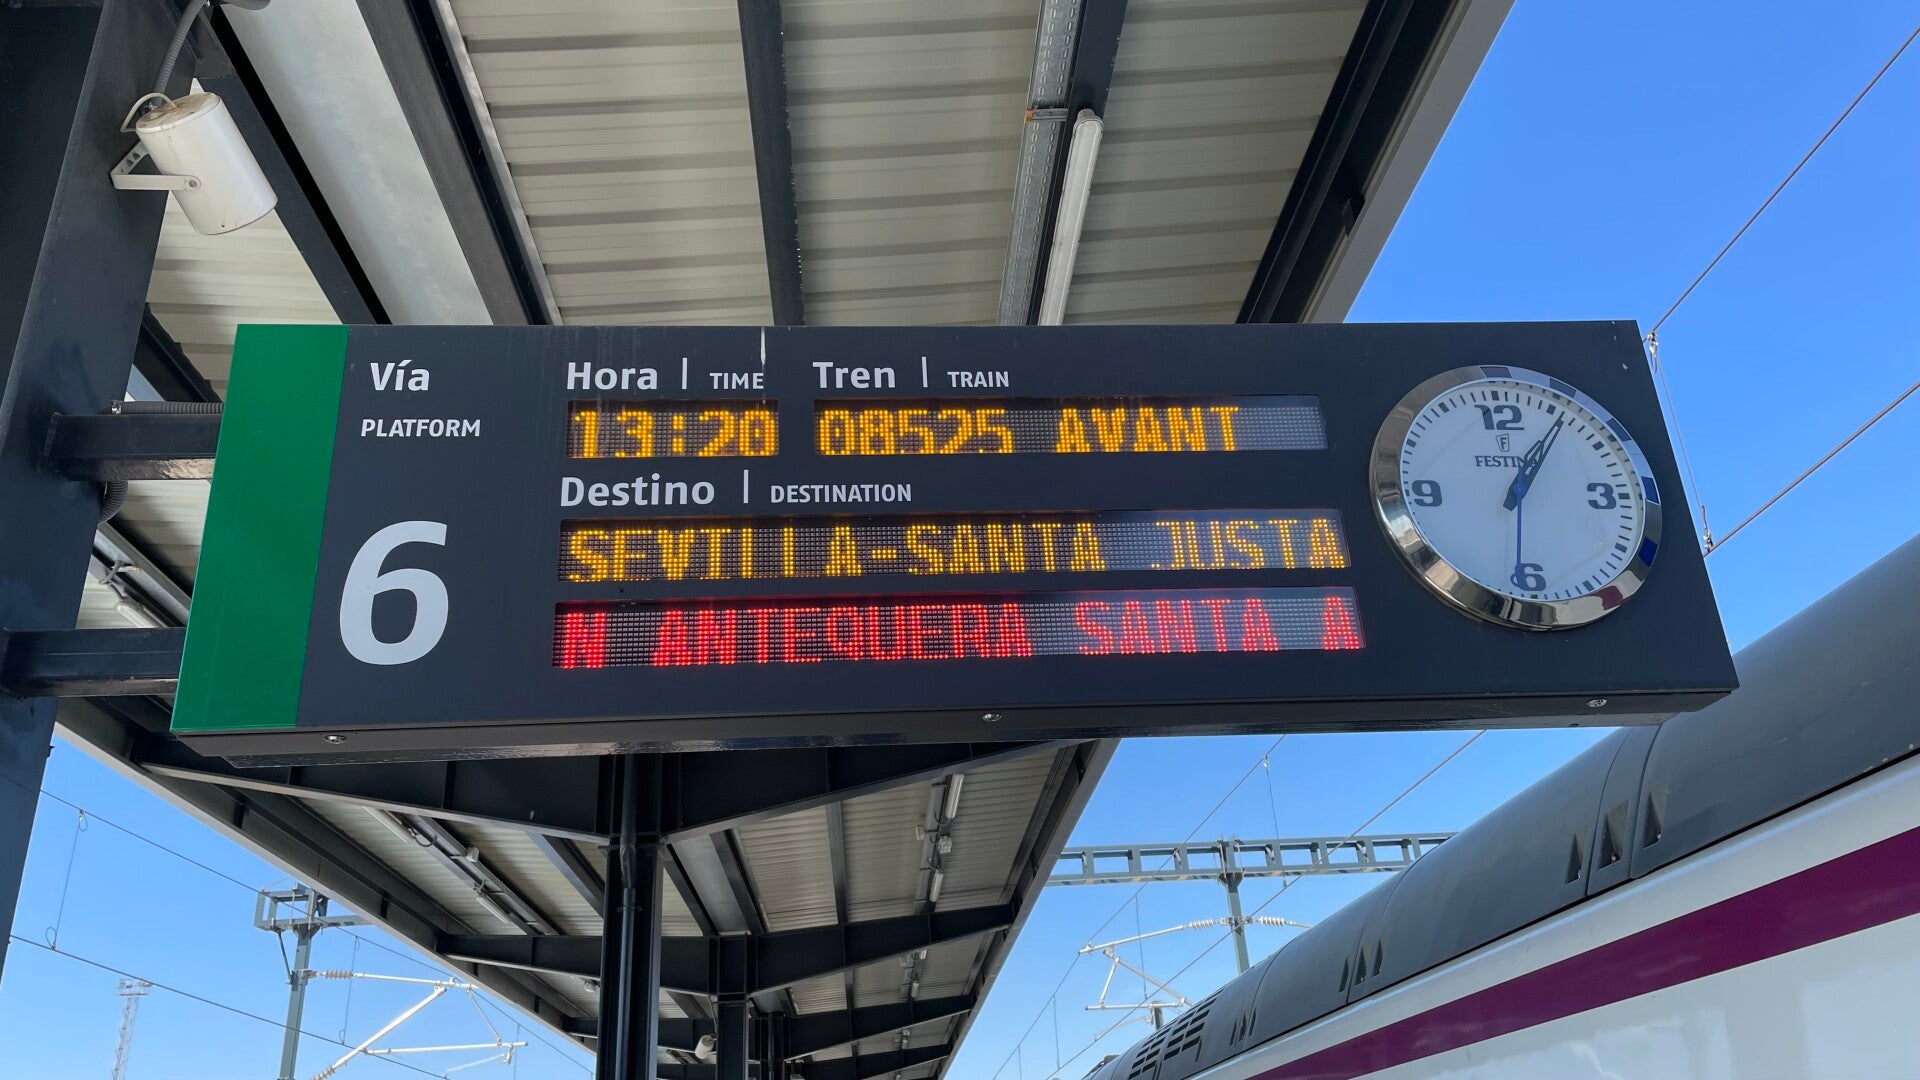 Vía
PLATFORM
6
Hora | TIME
13:20
Tren | TRAIN
08525 AVANT
Destino | DESTINATION
SEVILLA-SANTA JUSTA
N ANTEQUERA SANTA A
12
F
FESTINA
9
3
6